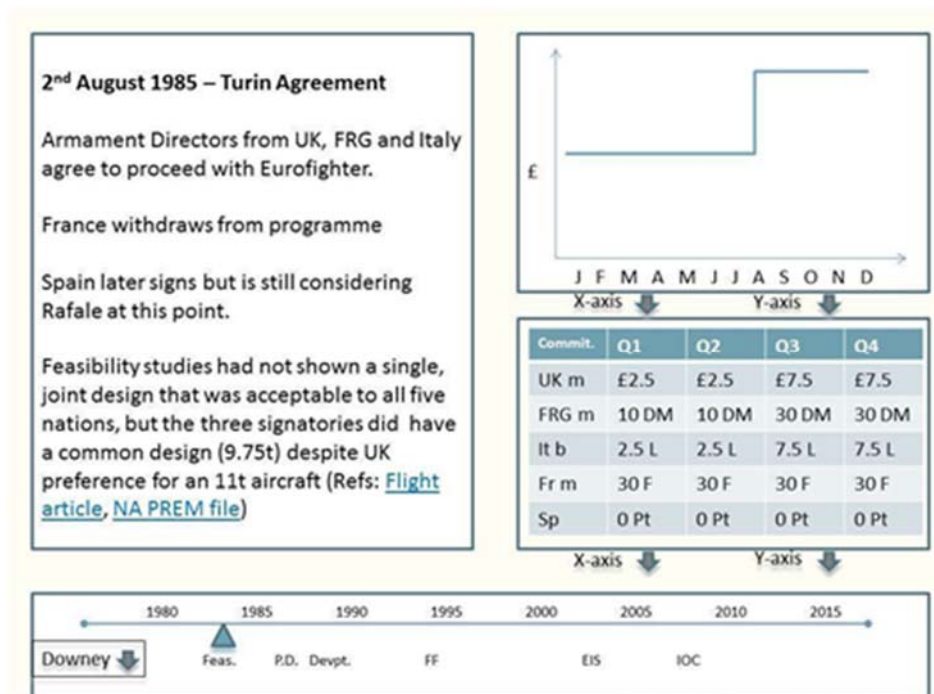 2nd August 1985 – Turin Agreement
Armament Directors from UK, FRG and Italy
agree to proceed with Eurofighter.
France withdraws from programme
Spain later signs but is still considering
Rafale at this point.
Feasibility studies had not shown a single,
joint design that was acceptable to all five
nations, but the three signatories did have
a common design (9.75t) despite UK
preference for an 11t aircraft (Refs: Flight
article, NA PREM file)
£
J F M A M J J A S O N D
X-axis Y-axis
Commit. Q1 Q2 Q3 Q4
UK m £2.5 £2.5 £7.5 £7.5
FRG m 10 DM 10 DM 30 DM 30 DM
It b 2.5 L 2.5 L 7.5 L 7.5 L
Fr m 30 F 30 F 30 F 30 F
Sp 0 Pt 0 Pt 0 Pt 0 Pt
X-axis Y-axis
1980 1985 1990 1995 2000 2005 2010 2015
Downey Feas. P.D. Devpt. FF EIS IOC